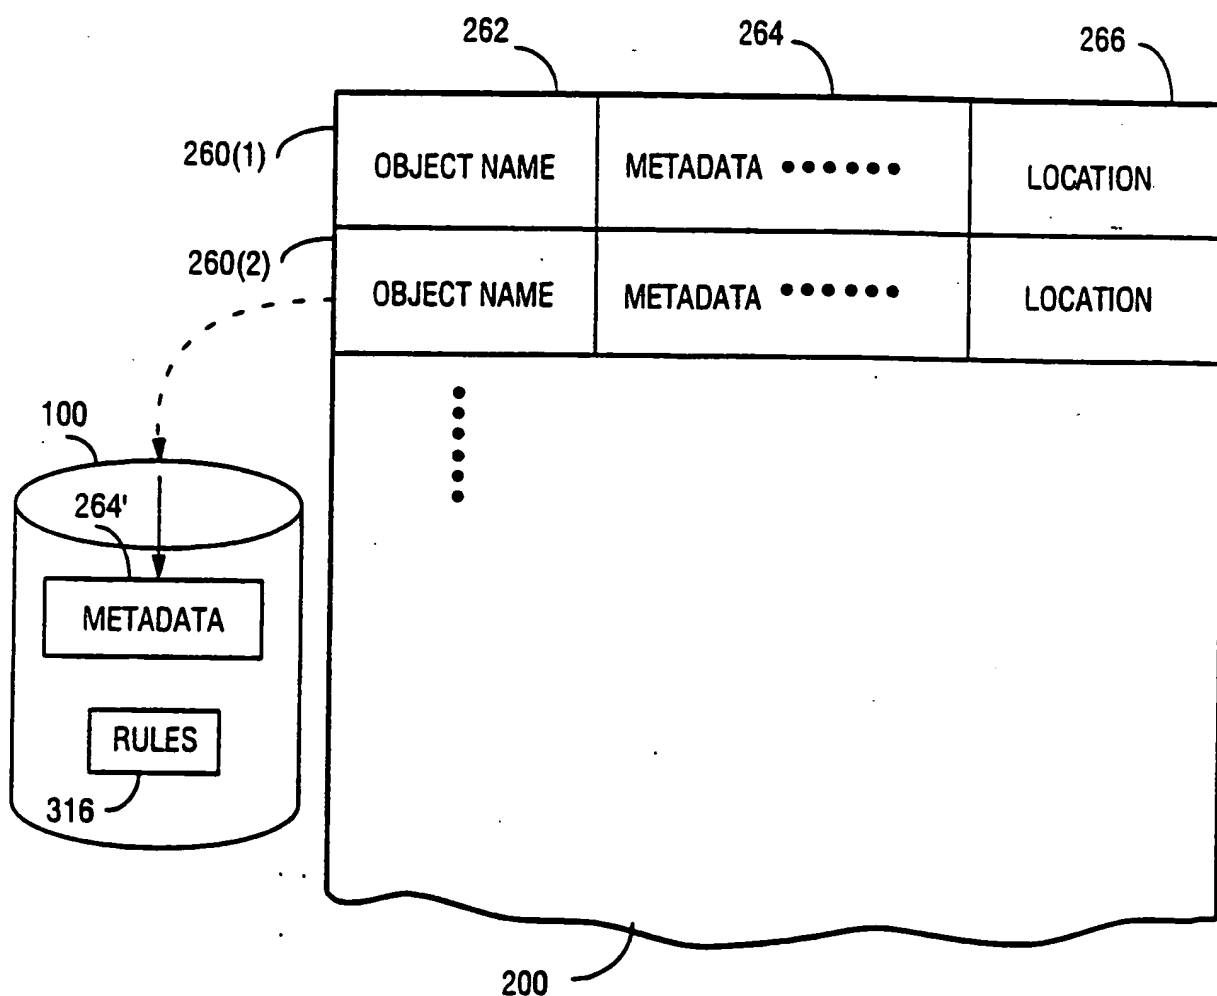 262
264
266
260(1)
OBJECT NAME
METADATA ••••••
LOCATION
260(2)
OBJECT NAME
METADATA ••••••
LOCATION
100
264'
METADATA
RULES
316
200